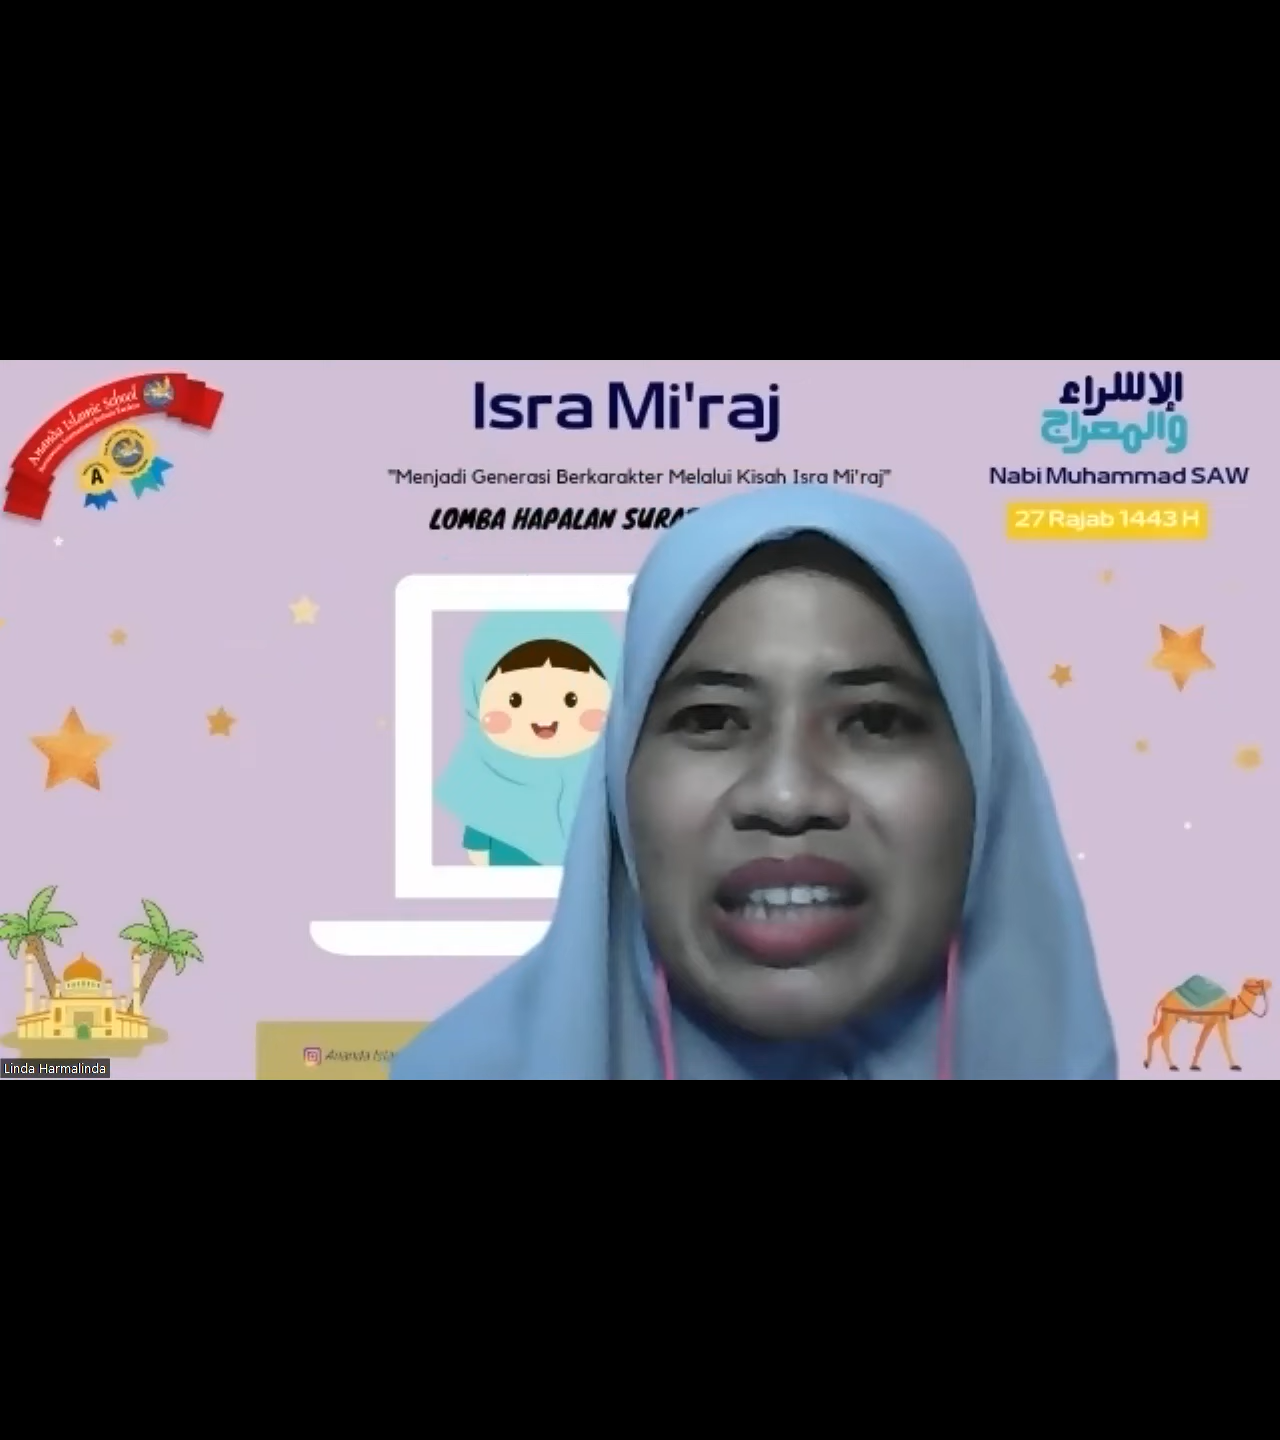 Ananda Islamic School
A
Isra Mi'raj
"Menjadi Generasi Berkarakter Melalui Kisah Isra Mi'raj"
LOMBA HAPALAN
الإسراء
والمعراج
Nabi Muhammad SAW
27 Rajab 1443 H
Ananda
Linda Harmalinda